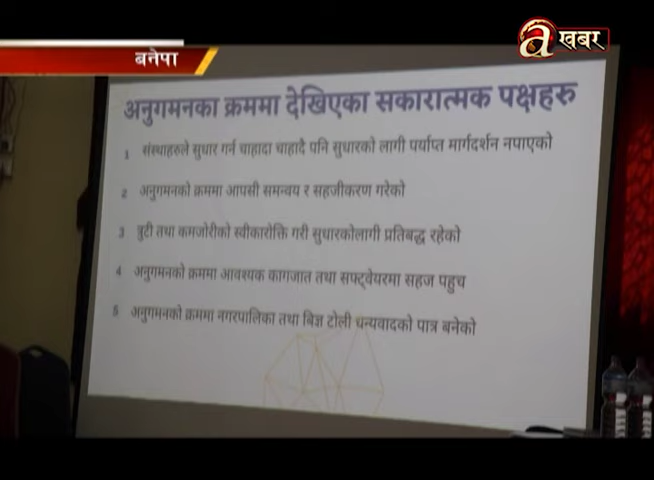 a खबर
बनेपा
अनुगमनका क्रममा देखिएका सकारात्मक पक्षहरु
1 संस्थाहरुले सुधार गर्न चाहादा चाहादै पनि सुधारको लागी पर्याप्त मार्गदर्शन नपाएको
2 अनुगमनको क्रममा आपसी समन्वय र सहजीकरण गरेको
3 त्रुटी तथा कमजोरीको स्वीकारोक्ति गरी सुधारकोलागी प्रतिबद्ध रहेको
4 अनुगमनको क्रममा आवश्यक कागजात तथा सफ्ट्वेयरमा सहज पहुच
5 अनुगमनको क्रममा नगरपालिका तथा बिज्ञ टोली धन्यवादको पात्र बनेको